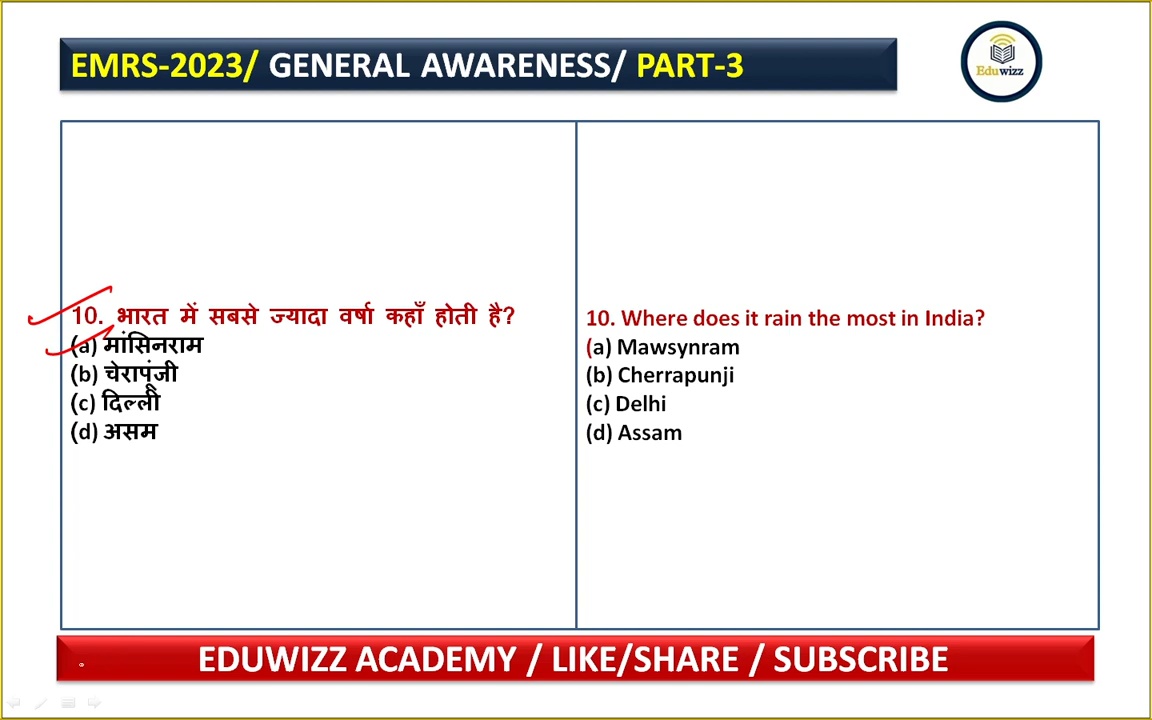 EMRS-2023/ GENERAL AWARENESS/ PART-3
Eduwizz
10. भारत में सबसे ज्यादा वर्षा कहाँ होती है?
(a) मांसिनराम
(b) चेरापूंजी
(c) दिल्ली
(d) असम
10. Where does it rain the most in India?
(a) Mawsynram
(b) Cherrapunji
(c) Delhi
(d) Assam
EDUWIZZ ACADEMY / LIKE/SHARE / SUBSCRIBE